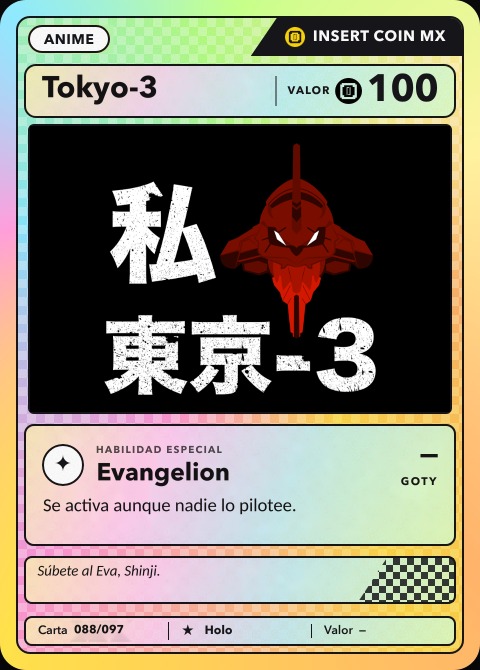 ANIME
INSERT COIN MX
Tokyo-3
VALOR 100
私
東京-3
HABILIDAD ESPECIAL
Evangelion
–
GOTY
Se activa aunque nadie lo pilotee.
Súbete al Eva, Shinji.
Carta 088/097 ★ Holo Valor –